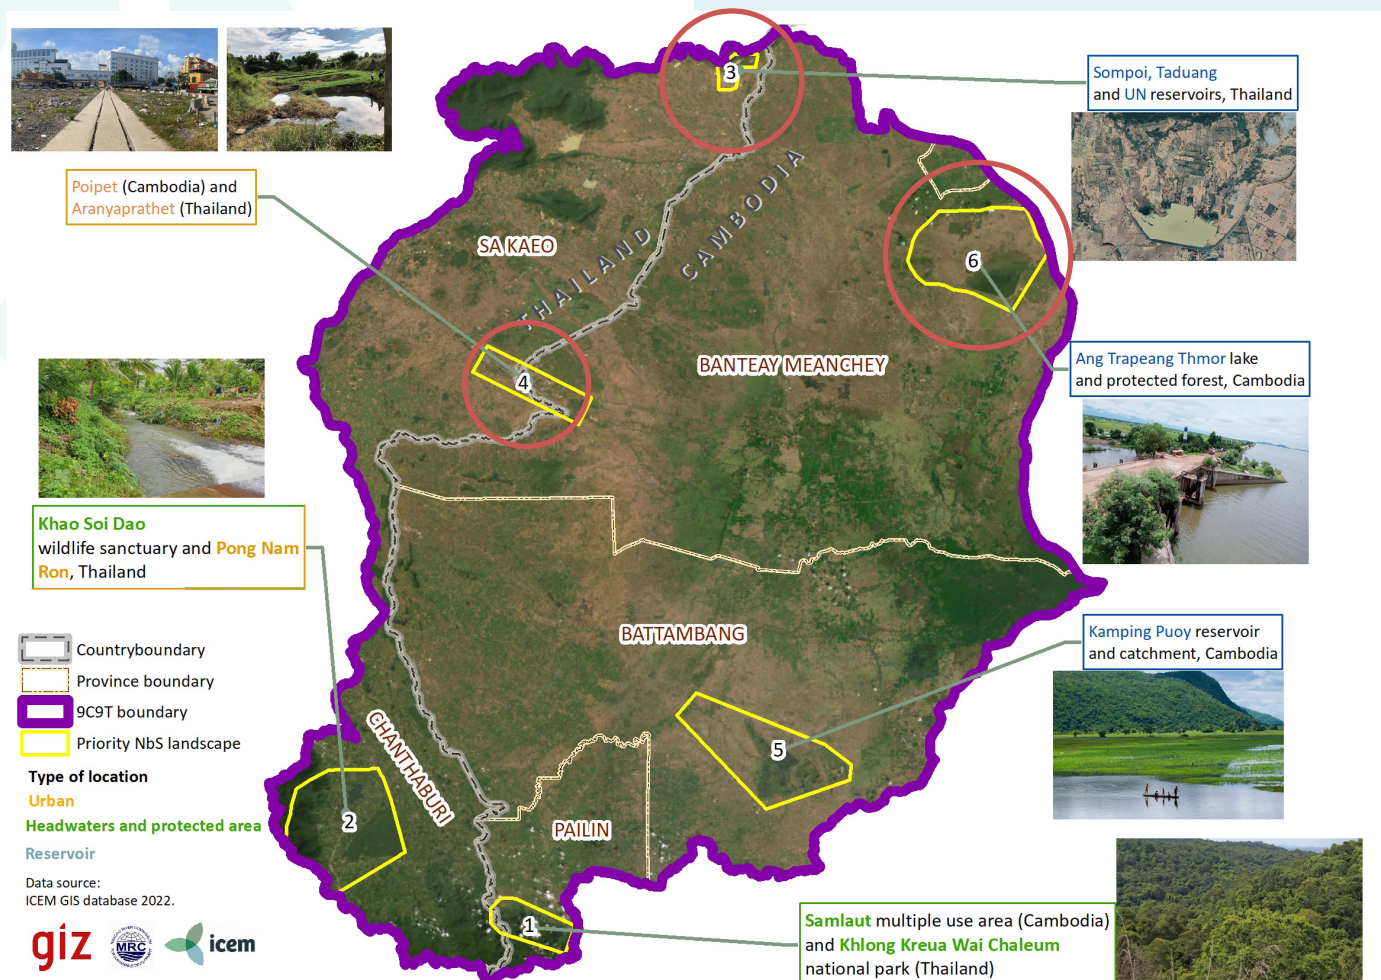 Sompoi, Taduang
and UN reservoirs, Thailand
3
Poipet (Cambodia) and
Aranyaprathet (Thailand)
SA KAEO
THAILAND
CAMBODIA
6
BANTEAY MEANCHEY
4
Ang Trapeang Thmor lake
and protected forest, Cambodia
Khao Soi Dao
wildlife sanctuary and Pong Nam
Ron, Thailand
BATTAMBANG
Kamping Puoy reservoir
and catchment, Cambodia
5
CHANTHABURI
2
PAILIN
1
Samlaut multiple use area (Cambodia)
and Khlong Kreua Wai Chaleum
national park (Thailand)
Countryboundary
Province boundary
9C9T boundary
Priority NbS landscape
Type of location
Urban
Headwaters and protected area
Reservoir
Data source:
ICEM GIS database 2022.
giz
MRC
icem